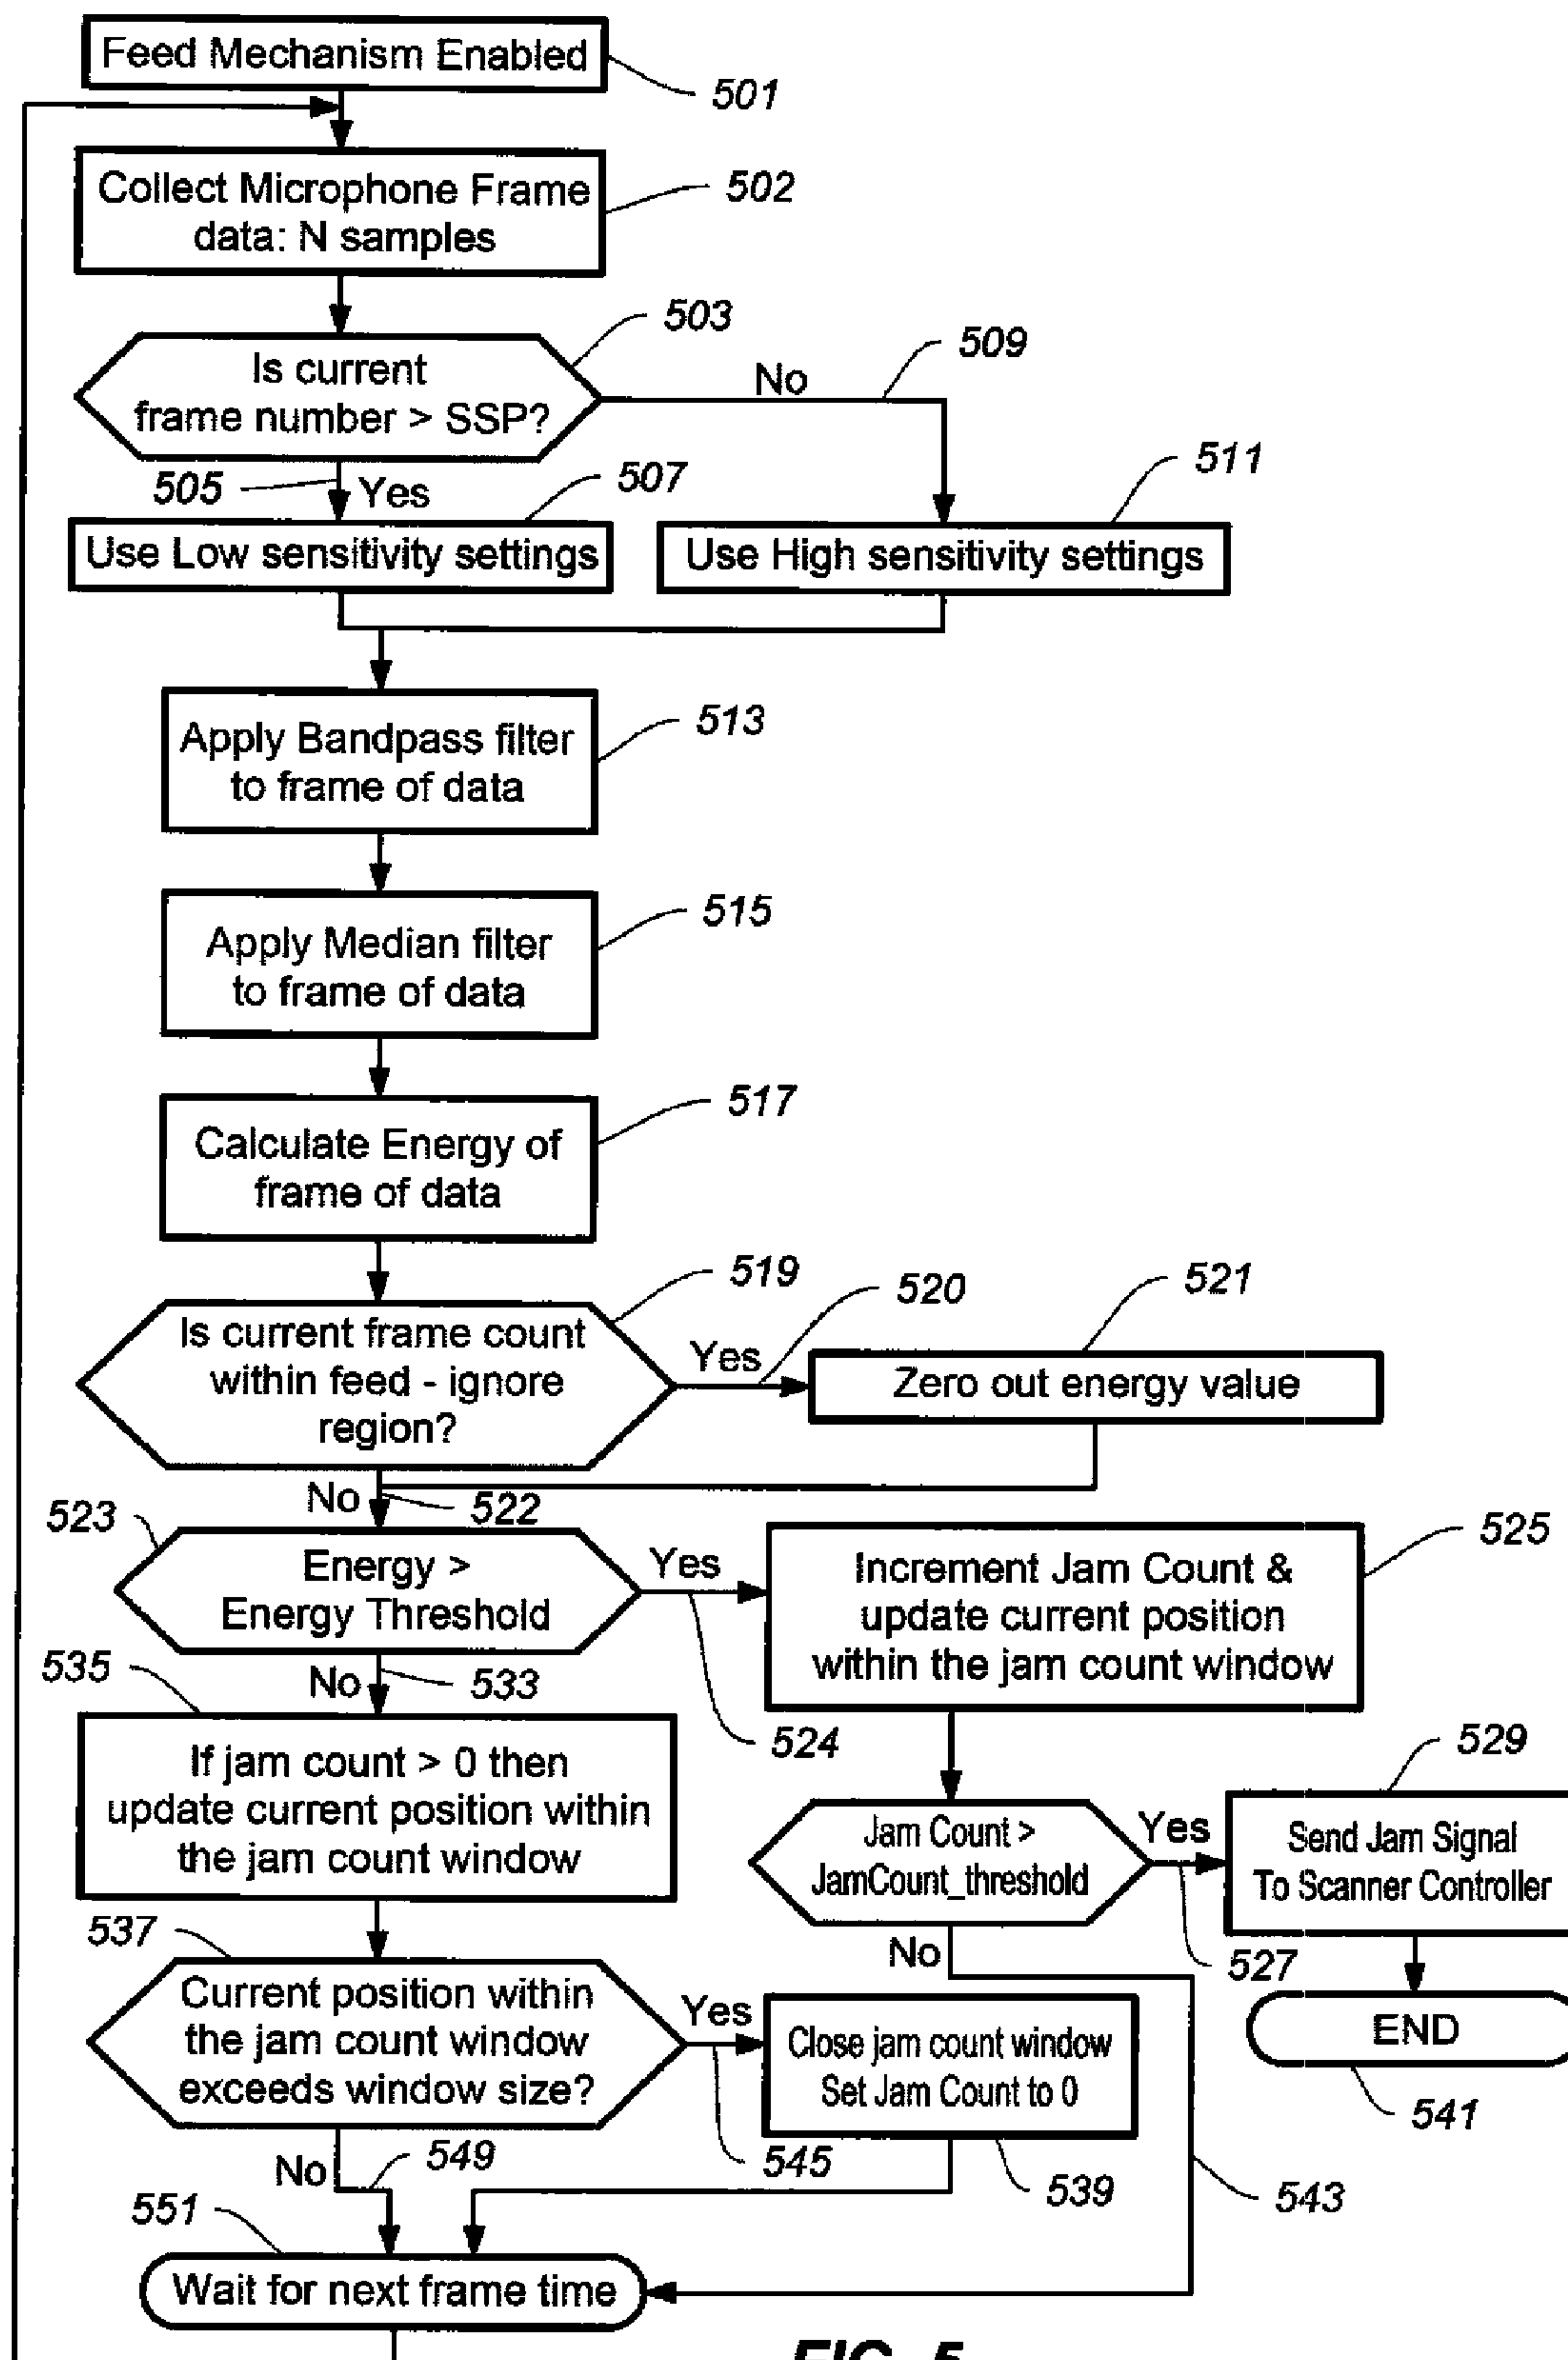 Feed Mechanism Enabled
501
Collect Microphone Frame
data: N samples
502
503
Is current
frame number > SSP?
No
509
505
Yes
507
511
Use Low sensitivity settings
Use High sensitivity settings
Apply Bandpass filter
to frame of data
513
Apply Median filter
to frame of data
515
Calculate Energy of
frame of data
517
519
Is current frame count
within feed - ignore
region?
Yes
520
521
Zero out energy value
No
522
523
Energy >
Energy Threshold
Yes
524
Increment Jam Count &
update current position
within the jam count window
525
No
533
535
If jam count > 0 then
update current position within
the jam count window
Jam Count >
JamCount_threshold
Yes
527
529
Send Jam Signal
To Scanner Controller
No
543
END
541
537
Current position within
the jam count window
exceeds window size?
Yes
545
Close jam count window
Set Jam Count to 0
539
No
549
551
Wait for next frame time
FIG. 5